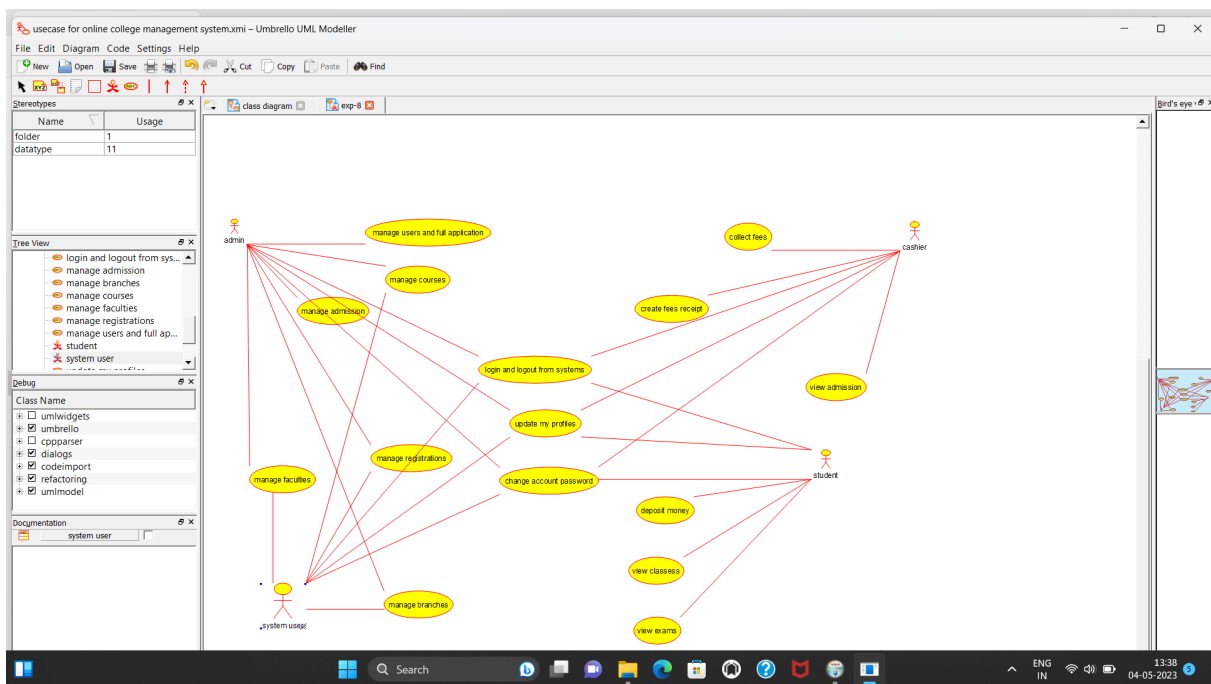 usecase for online college management system.xmi – Umbrello UML Modeller
File Edit Diagram Code Settings Help
New Open Save Cut Copy Paste Find
Stereotypes
class diagram exp-8
Bird's eye
Name Usage
folder 1
datatype 11
Tree View
login and logout from sys...
manage admission
manage branches
manage courses
manage faculties
manage registrations
manage users and full ap...
student
system user
Debug
Class Name
umlwidgets
umbrello
cppparser
dialogs
codeimport
refactoring
umlmodel
Documentation
system user
admin
manage users and full application
collect fees
cashier
manage courses
manage admission
create fees receipt
login and logout from systems
view admission
update my profiles
manage registrations
student
manage faculties
change account password
deposit money
view classess
manage branches
system user
view exams
Search
ENG
IN
13:38
04-05-2023
5